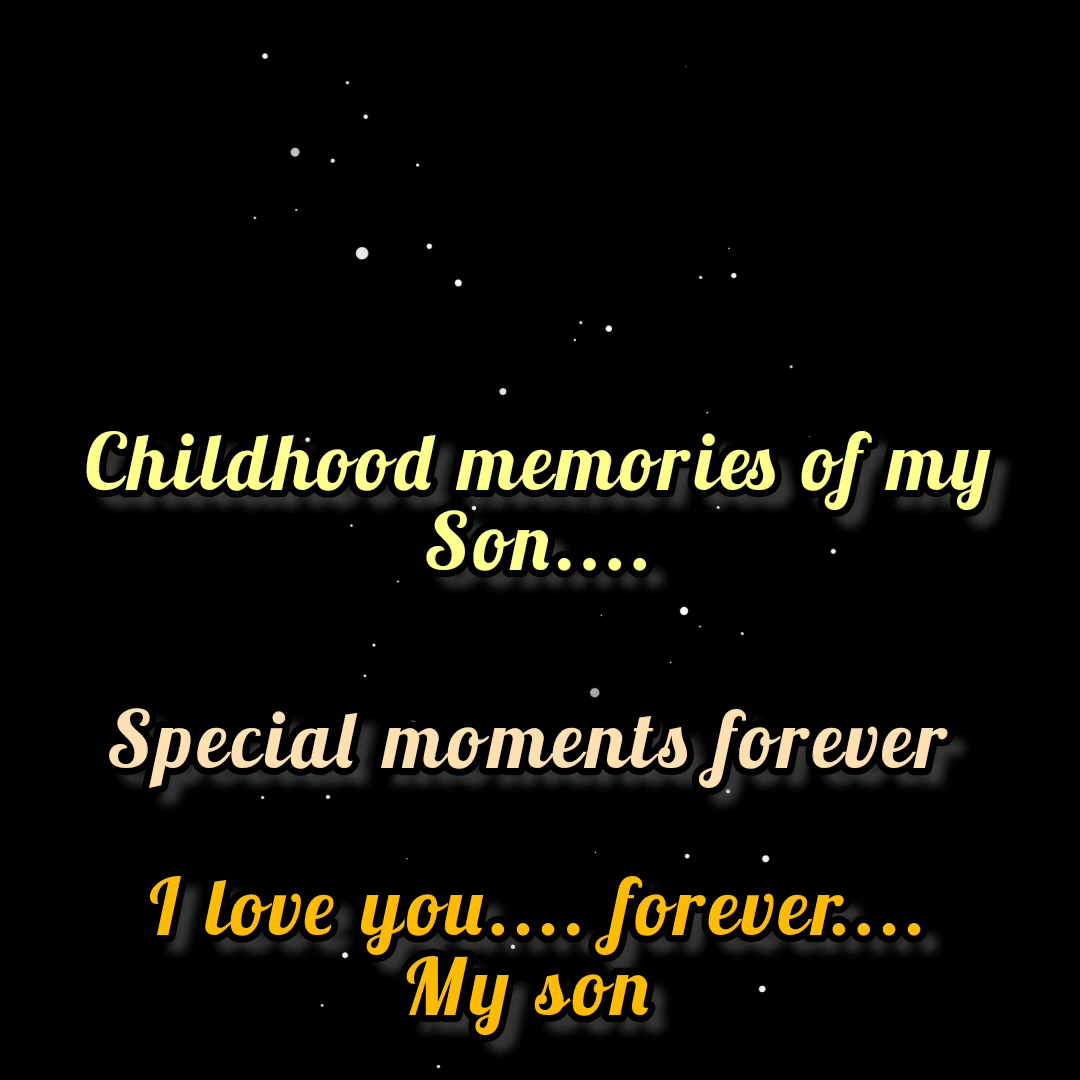 Childhood memories of my
Son....
Special moments forever
I love you.... forever....
My son